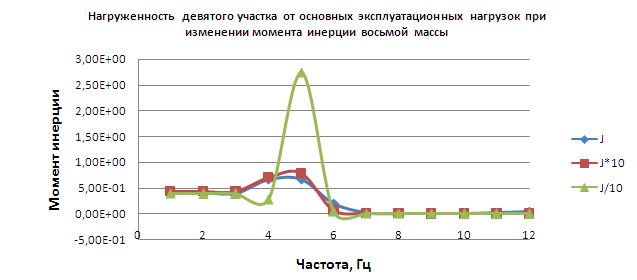 Нагруженность девятого участка от основных эксплуатационных нагрузок при
изменении момента инерции восьмой массы
3,00E+00
2,50E+00
2,00E+00
1,50E+00
1,00E+00
5,00E-01
0,00E+00
-5,00E-01
Момент инерции
0 2 4 6 8 10 12
Частота, Гц
J
J*10
J/10